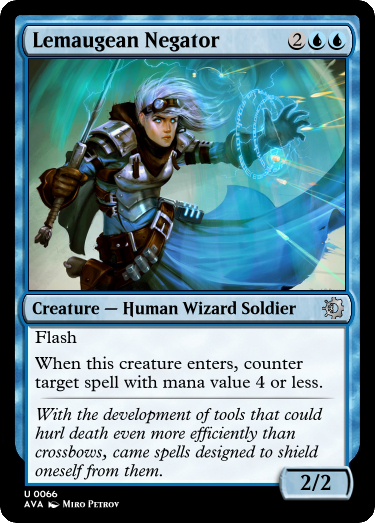 Lemaugean Negator 2
Creature — Human Wizard Soldier
Flash
When this creature enters, counter
target spell with mana value 4 or less.
With the development of tools that could
hurl death even more efficiently than
crossbows, came spells designed to shield
oneself from them.
2/2
U 0066
AVA Miro Petrov